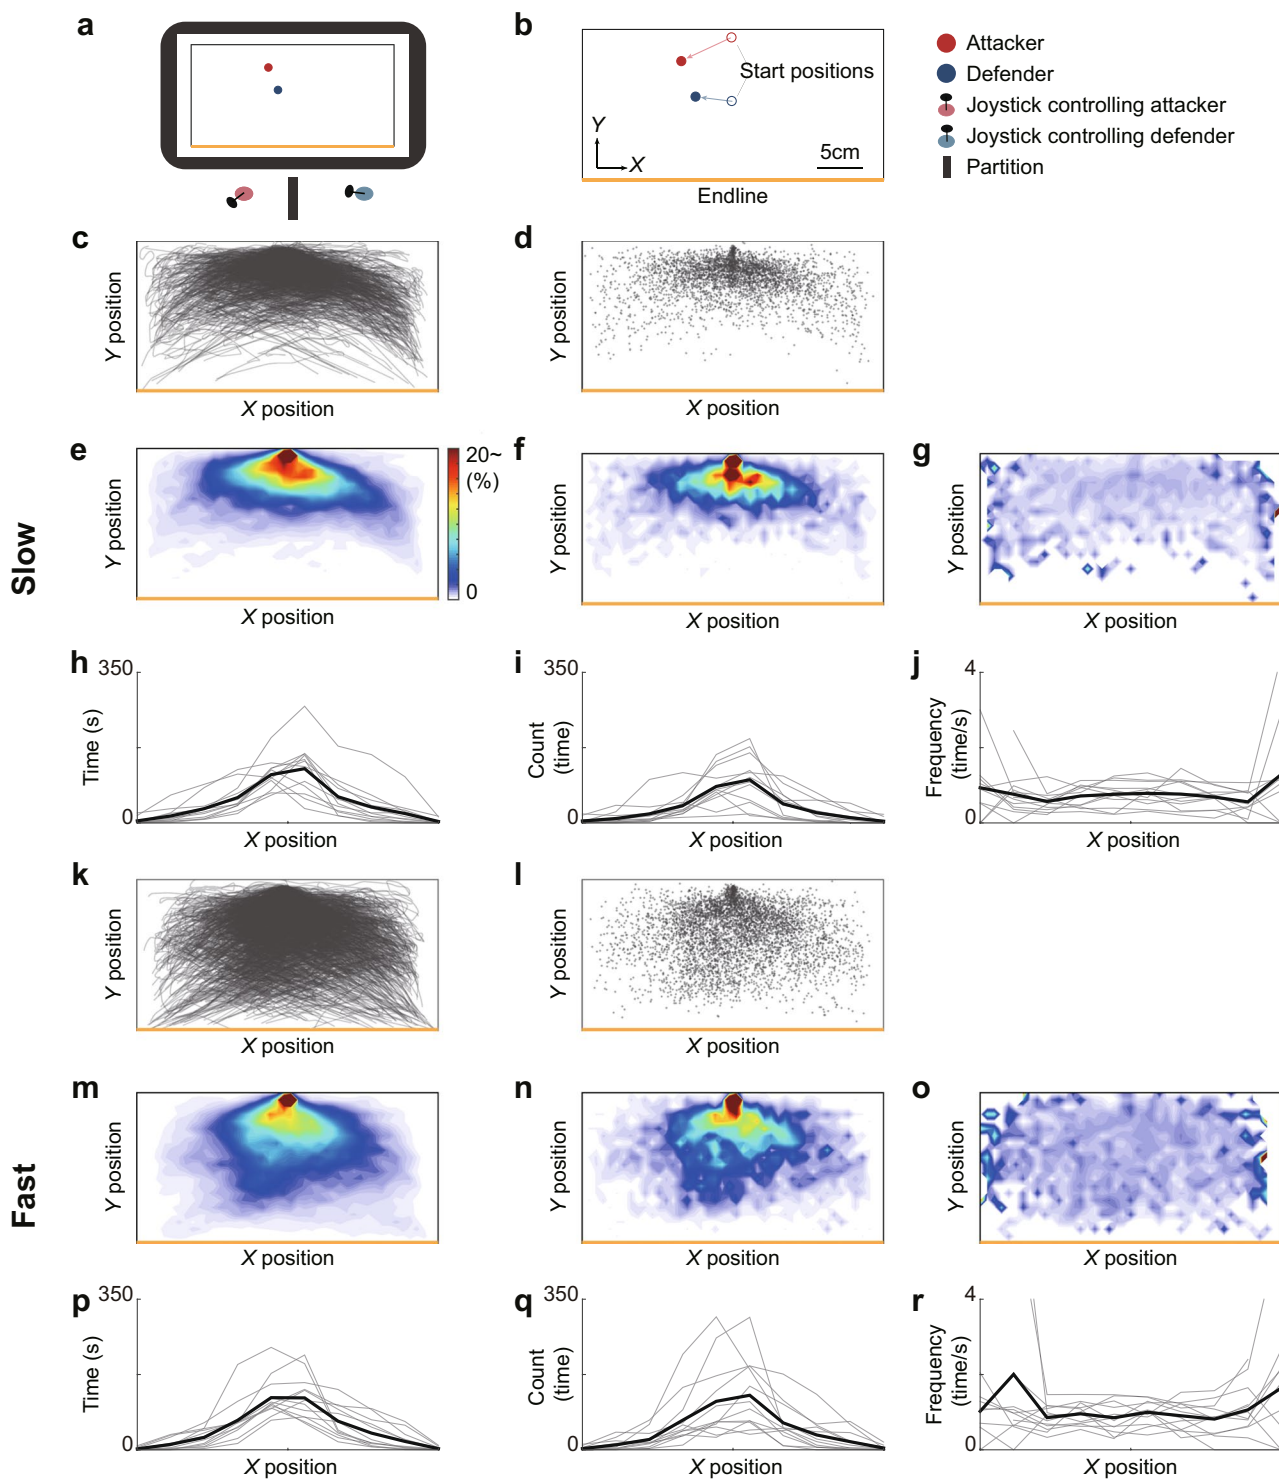 a
b
Start positions
Y
X
5cm
Endline
Attacker
Defender
Joystick controlling attacker
Joystick controlling defender
Partition
c
Y position
X position
d
Y position
X position
Slow
e
Y position
X position
20~
(%)
0
f
Y position
X position
g
Y position
X position
h
350
Time (s)
0
X position
i
350
Count
(time)
0
X position
j
4
Frequency
(time/s)
0
X position
k
Y position
X position
l
Y position
X position
Fast
m
Y position
X position
n
Y position
X position
o
Y position
X position
p
350
Time (s)
0
X position
q
350
Count
(time)
0
X position
r
4
Frequency
(time/s)
0
X position